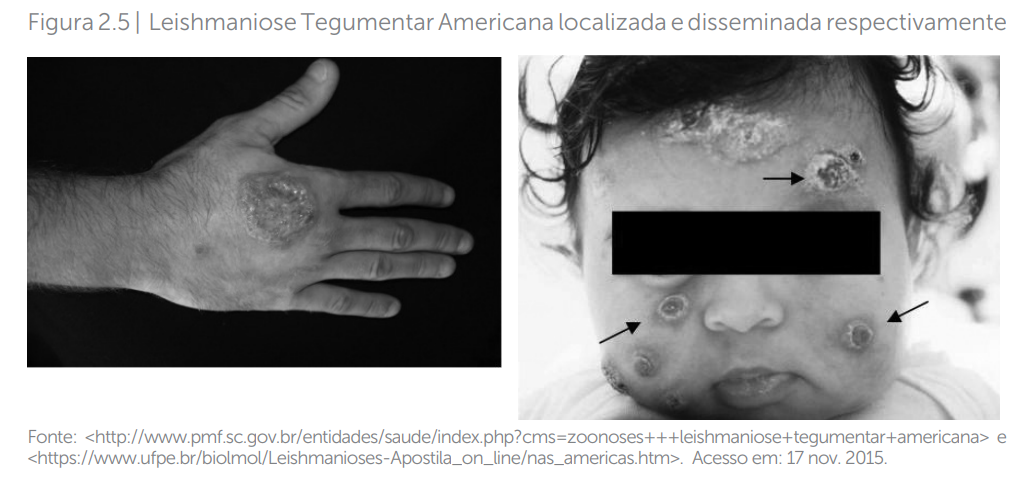 Figura 2.5 | Leishmaniose Tegumentar Americana localizada e disseminada respectivamente
Fonte: <http://www.pmf.sc.gov.br/entidades/saude/index.php?cms=zoonoses+++leishmaniose+tegumentar+americana> e
<https://www.ufpe.br/biolmol/Leishmanioses-Apostila_on_line/nas_americas.htm>. Acesso em: 17 nov. 2015.